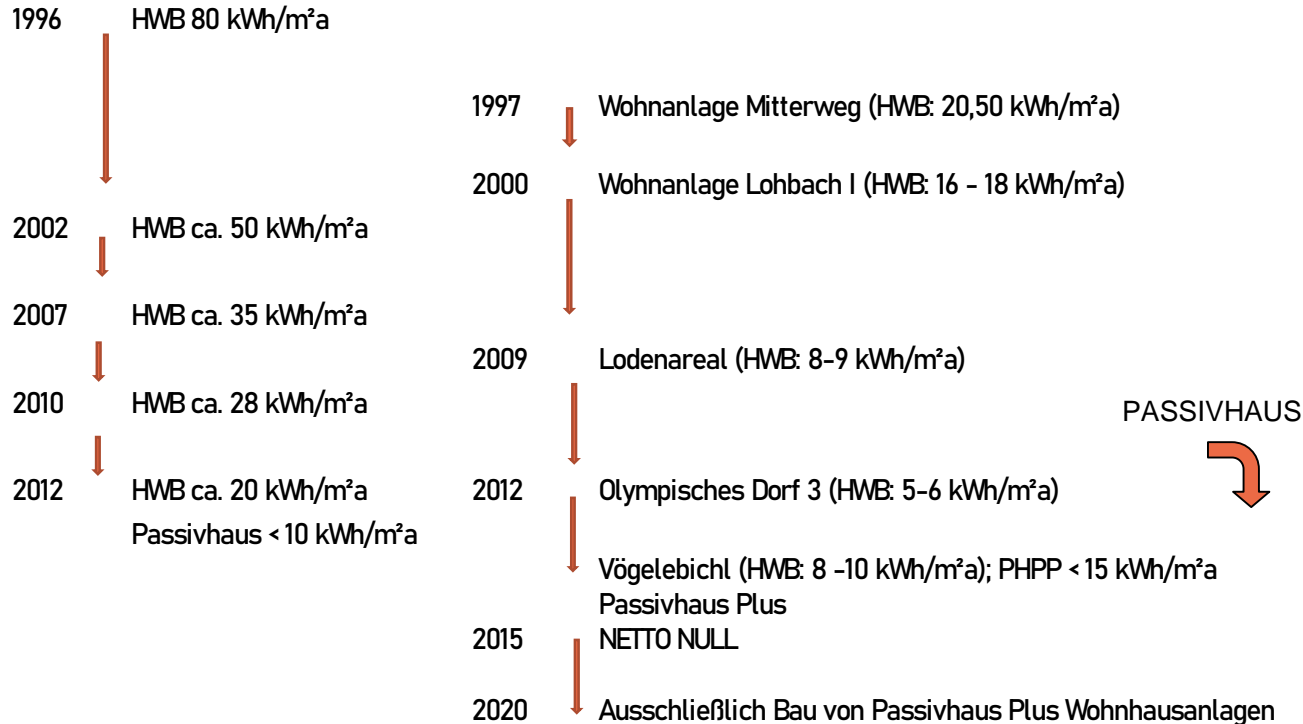 1996 HWB 80 kWh/m²a
2002 HWB ca. 50 kWh/m²a
2007 HWB ca. 35 kWh/m²a
2010 HWB ca. 28 kWh/m²a
2012 HWB ca. 20 kWh/m²a
Passivhaus < 10 kWh/m²a
1997 Wohnanlage Mitterweg (HWB: 20,50 kWh/m²a)
2000 Wohnanlage Lohbach I (HWB: 16 - 18 kWh/m²a)
2009 Lodenareal (HWB: 8-9 kWh/m²a)
2012 Olympisches Dorf 3 (HWB: 5-6 kWh/m²a)
Vögelebichl (HWB: 8 -10 kWh/m²a); PHPP < 15 kWh/m²a
Passivhaus Plus
2015 NETTO NULL
2020 Ausschließlich Bau von Passivhaus Plus Wohnhausanlagen
PASSIVHAUS